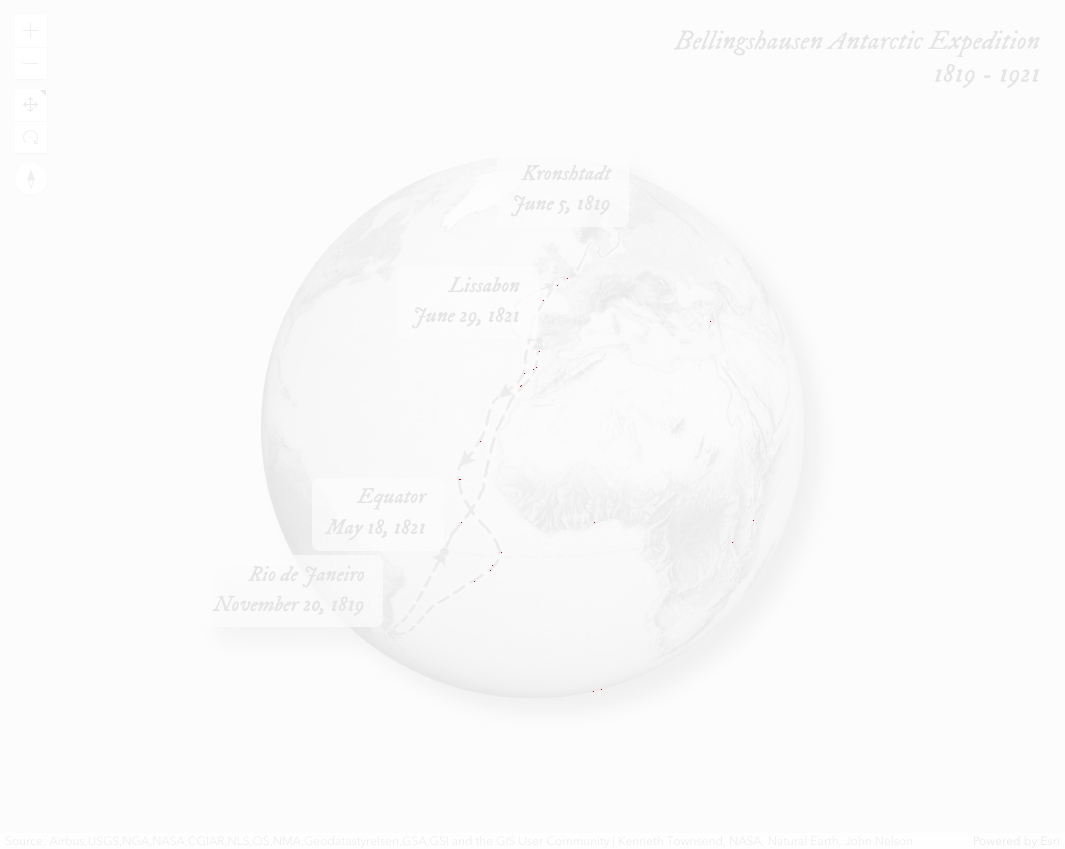 Bellingshausen Antarctic Expedition
1819 - 1921
Kronshtadt
June 5, 1819
Lissabon
June 29, 1821
Equator
May 18, 1821
Rio de Janeiro
November 20, 1819
Source: Airbus,USGS,NGA,NASA,CGIAR,NLS,OS,NMA,Geodatastyrelsen,GSA,GSI and the GIS User Community | Kenneth Townsend, NASA, Natural Earth, John Nelson
Powered by Esri